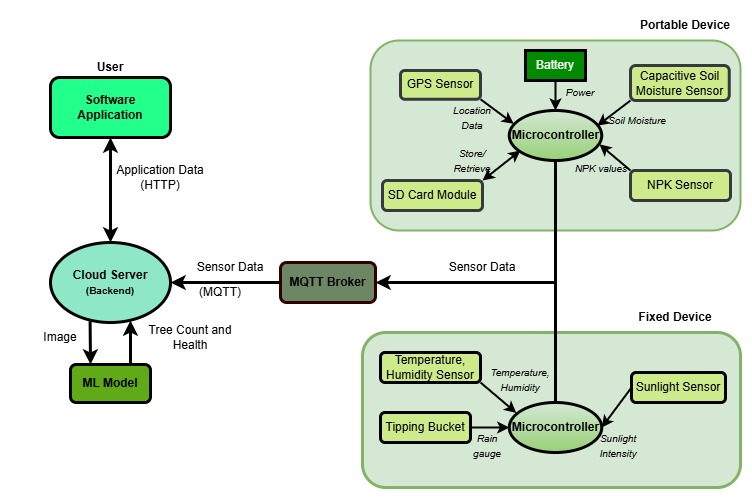 Portable Device
User
Software
Application
Battery
GPS Sensor
Capacitive Soil
Moisture Sensor
Power
Location
Data
Microcontroller
Soil Moisture
Store/
Retrieve
NPK values
Application Data
(HTTP)
SD Card Module
NPK Sensor
Cloud Server
(Backend)
Sensor Data
(MQTT)
MQTT Broker
Sensor Data
Image
Tree Count and
Health
ML Model
Fixed Device
Temperature,
Humidity Sensor
Temperature,
Humidity
Sunlight Sensor
Tipping Bucket
Rain
gauge
Microcontroller
Sunlight
Intensity